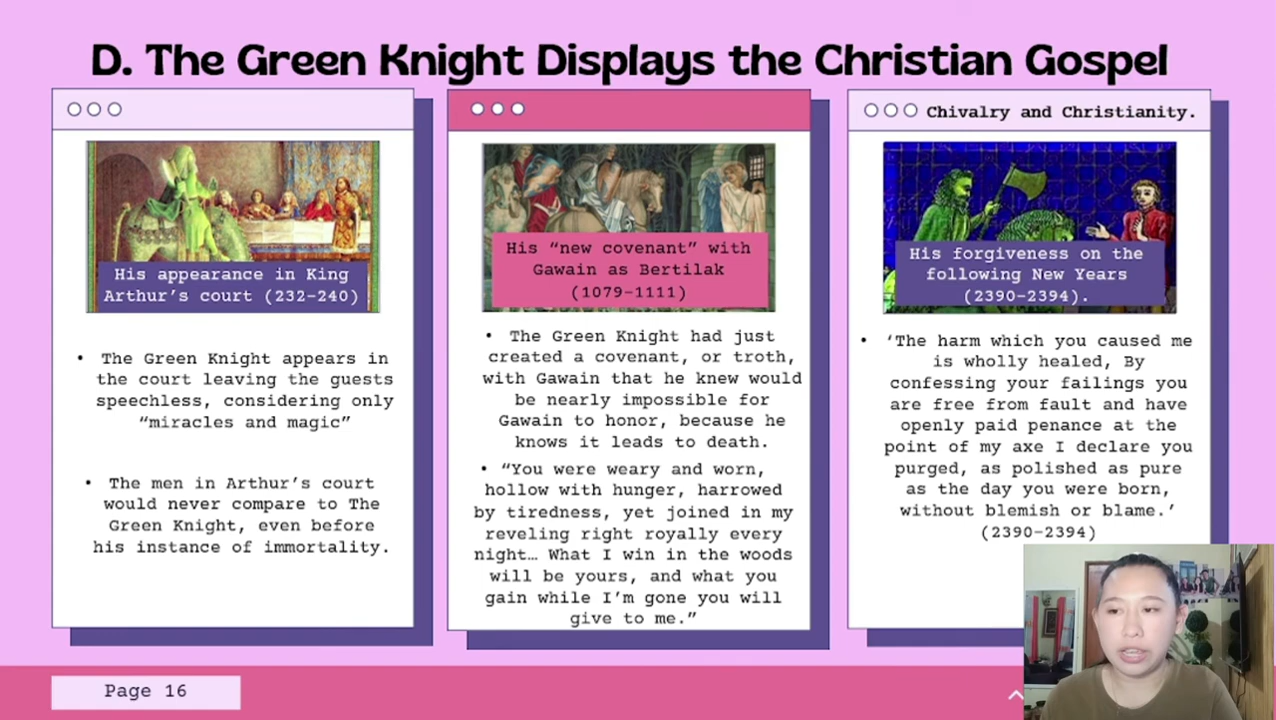 D. The Green Knight Displays the Christian Gospel
His appearance in King
Arthur's court (232-240)
• The Green Knight appears in
the court leaving the guests
speechless, considering only
“miracles and magic”
• The men in Arthur's court
would never compare to The
Green Knight, even before
his instance of immortality.
His “new covenant” with
Gawain as Bertilak
(1079-1111)
• The Green Knight had just
created a covenant, or troth,
with Gawain that he knew would
be nearly impossible for
Gawain to honor, because he
knows it leads to death.
• “You were weary and worn,
hollow with hunger, harrowed
by tiredness, yet joined in my
reveling right royally every
night… What I win in the woods
will be yours, and what you
gain while I'm gone you will
give to me.”
Chivalry and Christianity.
His forgiveness on the
following New Years
(2390-2394).
• ‘The harm which you caused me
is wholly healed, By
confessing your failings you
are free from fault and have
openly paid penance at the
point of my axe I declare you
purged, as polished as pure
as the day you were born,
without blemish or blame.’
(2390-2394)
Page 16